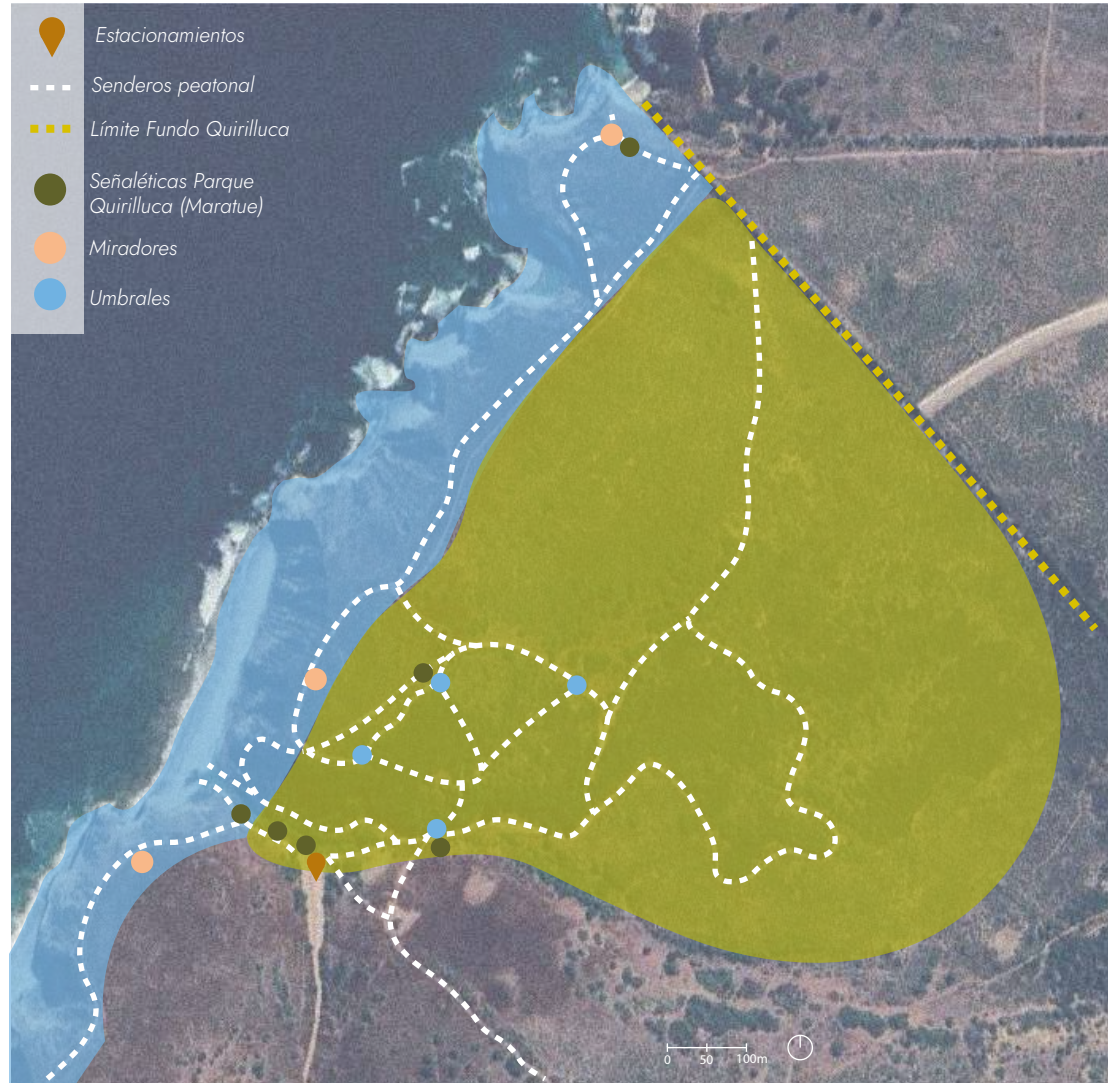 Estacionamientos
Senderos peatonal
Límite Fundo Quirilluca
Señaléticas Parque
Quirilluca (Maratue)
Miradores
Umbrales
0 50 100m